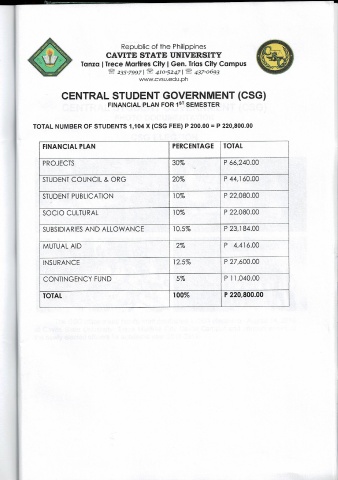 Republic of the Philippines
CAVITE STATE UNIVERSITY
Tanza | Trece Martires City | Gen. Trias City Campus
☏ 235-7997 | ☏ 410-5247 | ☏ 437-0693
www.cvsu.edu.ph
CENTRAL STUDENT GOVERNMENT (CSG)
FINANCIAL PLAN FOR 1ST SEMESTER
TOTAL NUMBER OF STUDENTS 1,104 X (CSG FEE) P 200.00 = P 220,800.00
FINANCIAL PLAN PERCENTAGE TOTAL
PROJECTS 30% P 66,240.00
STUDENT COUNCIL & ORG 20% P 44,160.00
STUDENT PUBLICATION 10% P 22,080.00
SOCIO CULTURAL 10% P 22,080.00
SUBSIDIARIES AND ALLOWANCE 10.5% P 23,184.00
MUTUAL AID 2% P 4,416.00
INSURANCE 12.5% P 27,600.00
CONTINGENCY FUND 5% P 11,040.00
TOTAL 100% P 220,800.00